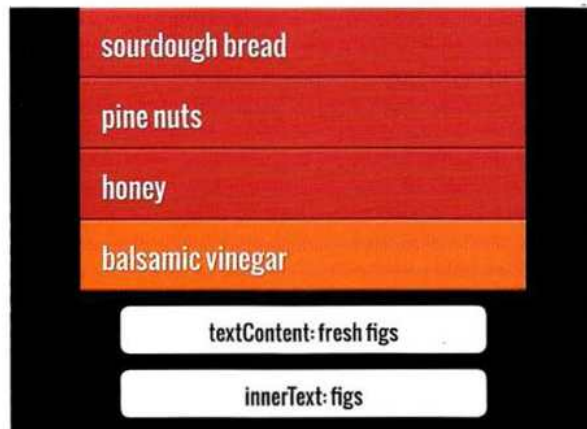 sourdough bread
pine nuts
honey
balsamic vinegar
textContent: fresh figs
innerText: figs